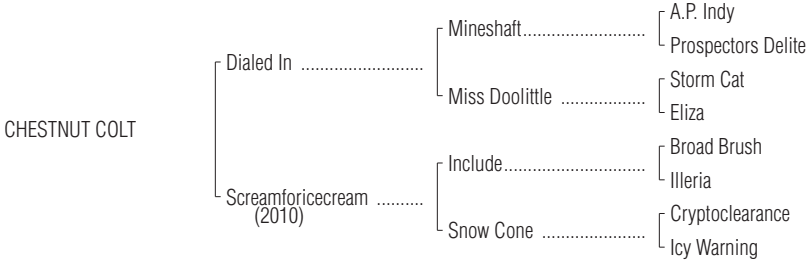 A.P. Indy
Mineshaft..........................
Prospectors Delite
Dialed In ..........................
Storm Cat
Miss Doolittle ..................
Eliza
CHESTNUT COLT
Broad Brush
Include..............................
Illeria
Screamforicecream ..........
(2010)
Cryptoclearance
Snow Cone ......................
Icy Warning